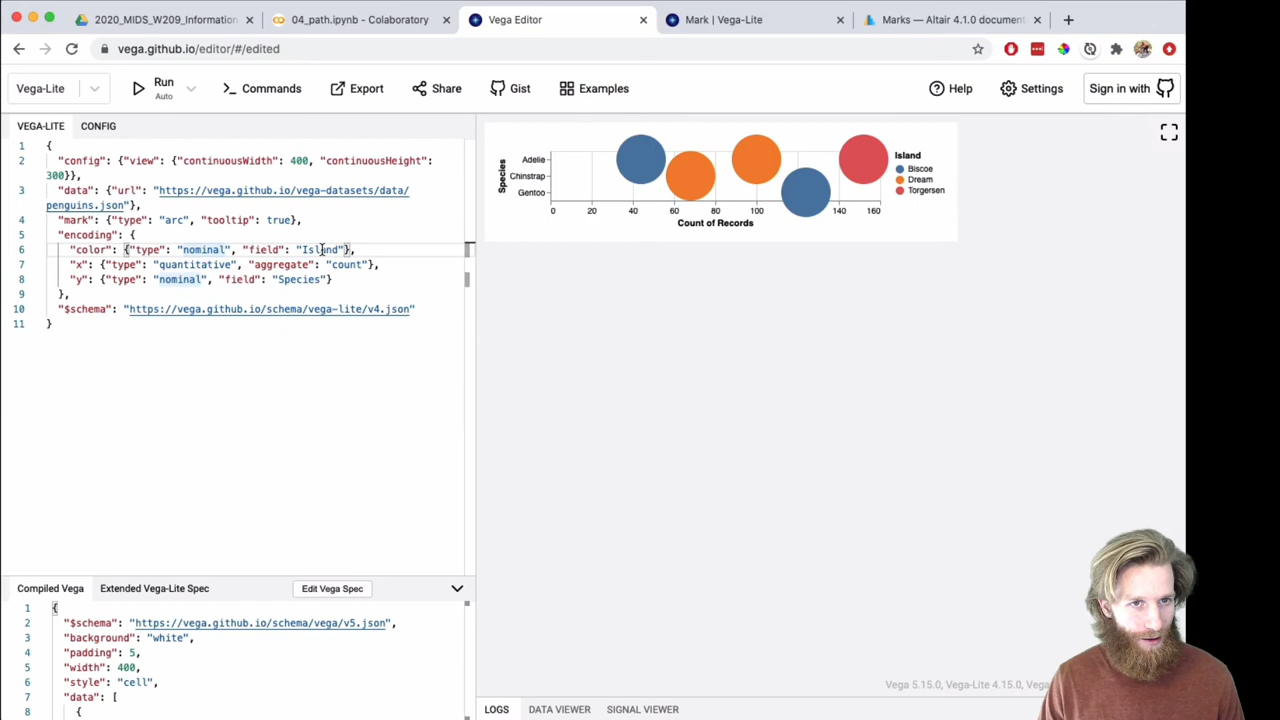 2020_MIDS_W209_Information
04_path.ipynb - Colaboratory
Vega Editor
Mark | Vega-Lite
Marks — Altair 4.1.0 document
vega.github.io/editor/#/edited
Vega-Lite
Run
Auto
Commands
Export
Share
Gist
Examples
Help
Settings
Sign in with
VEGA-LITE
CONFIG
1 {
2 "config": {"view": {"continuousWidth": 400, "continuousHeight":
300}},
3 "data": {"url": "https://vega.github.io/vega-datasets/data/
penguins.json"},
4 "mark": {"type": "arc", "tooltip": true},
5 "encoding": {
6 "color": {"type": "nominal", "field": "Island"},
7 "x": {"type": "quantitative", "aggregate": "count"},
8 "y": {"type": "nominal", "field": "Species"}
9 },
10 "$schema": "https://vega.github.io/schema/vega-lite/v4.json"
11 }
Species
Adelie
Chinstrap
Gentoo
0 20 40 60 80 100 140 160
Count of Records
Island
Biscoe
Dream
Torgersen
Compiled Vega
Extended Vega-Lite Spec
Edit Vega Spec
1 {
2 "$schema": "https://vega.github.io/schema/vega/v5.json",
3 "background": "white",
4 "padding": 5,
5 "width": 400,
6 "style": "cell",
7 "data": [
8 {
Vega 5.15.0, Vega-Lite 4.15.0,
LOGS
DATA VIEWER
SIGNAL VIEWER